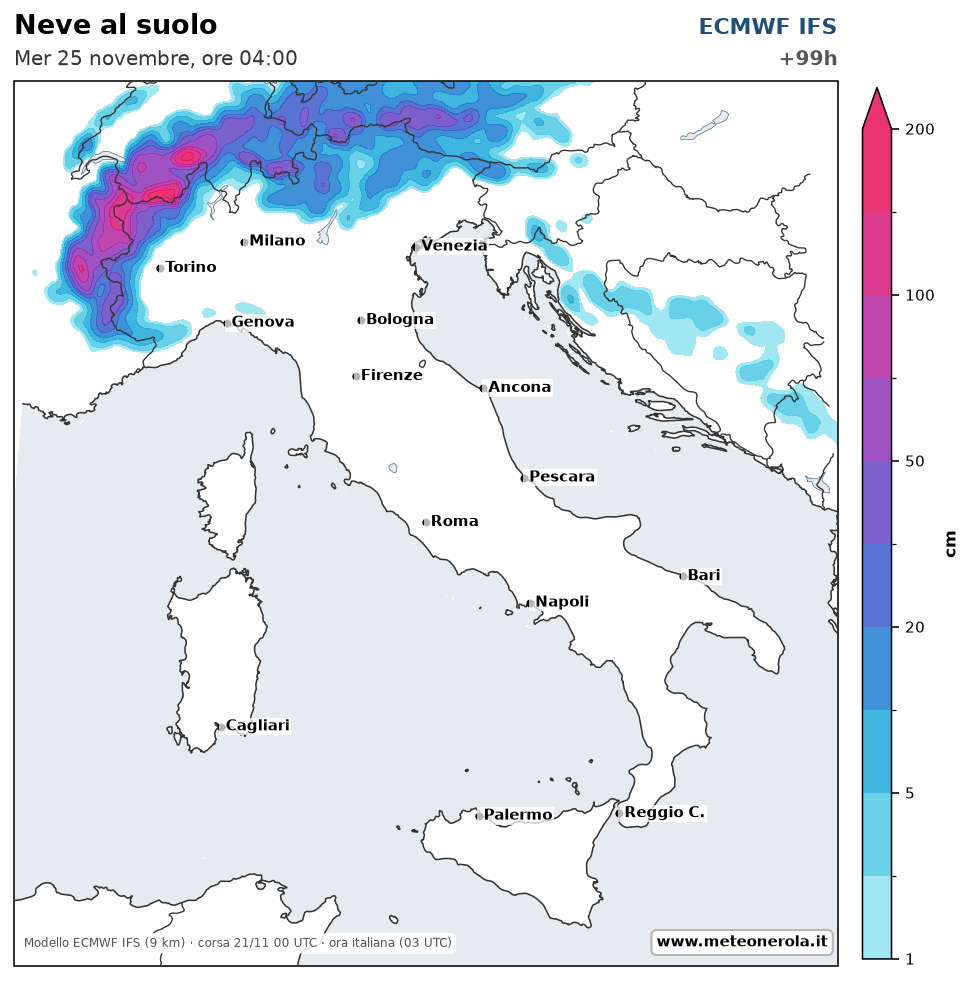 Neve al suolo
ECMWF IFS
Mer 25 novembre, ore 04:00
+99h
200
100
50
20
5
1
cm
Milano
Venezia
Torino
Genova
Bologna
Firenze
Ancona
Pescara
Roma
Bari
Napoli
Cagliari
Palermo
Reggio C.
Modello ECMWF IFS (9 km) · corsa 21/11 00 UTC · ora italiana (03 UTC)
www.meteonerola.it